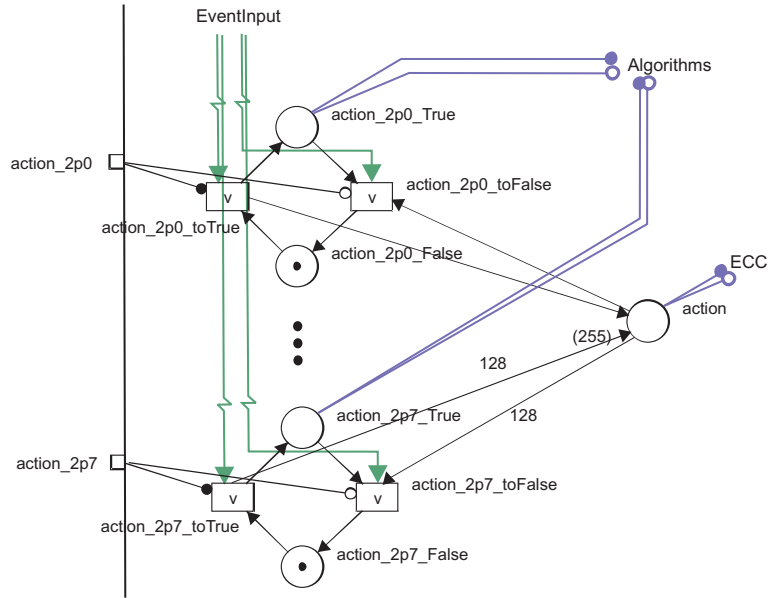 EventInput
Algorithms
action_2p0_True
action_2p0
action_2p0_toFalse
v
v
action_2p0_toTrue
action_2p0_False
ECC
action
(255)
128
action_2p7_True
128
action_2p7
action_2p7_toFalse
v
v
action_2p7_toTrue
action_2p7_False